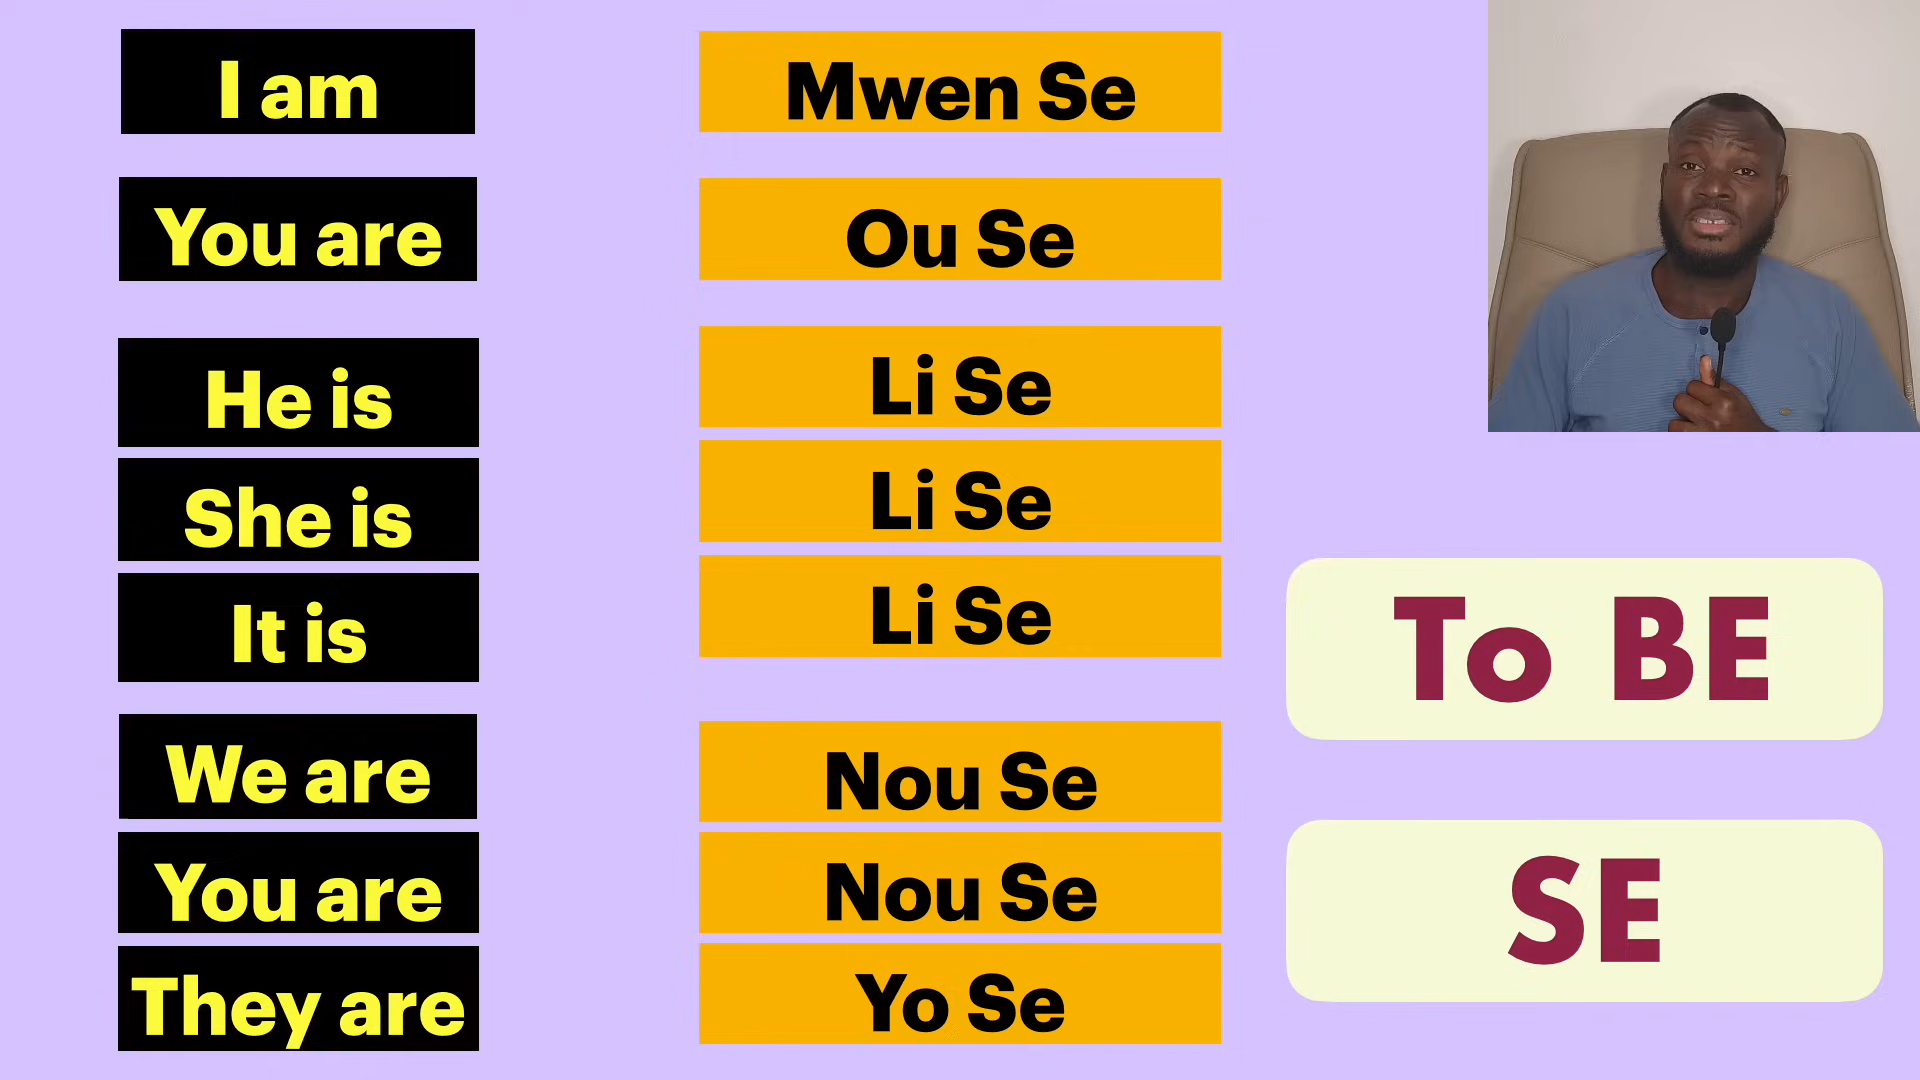 I am
Mwen Se
You are
Ou Se
He is
Li Se
She is
Li Se
It is
Li Se
We are
Nou Se
You are
Nou Se
They are
Yo Se
To BE
SE